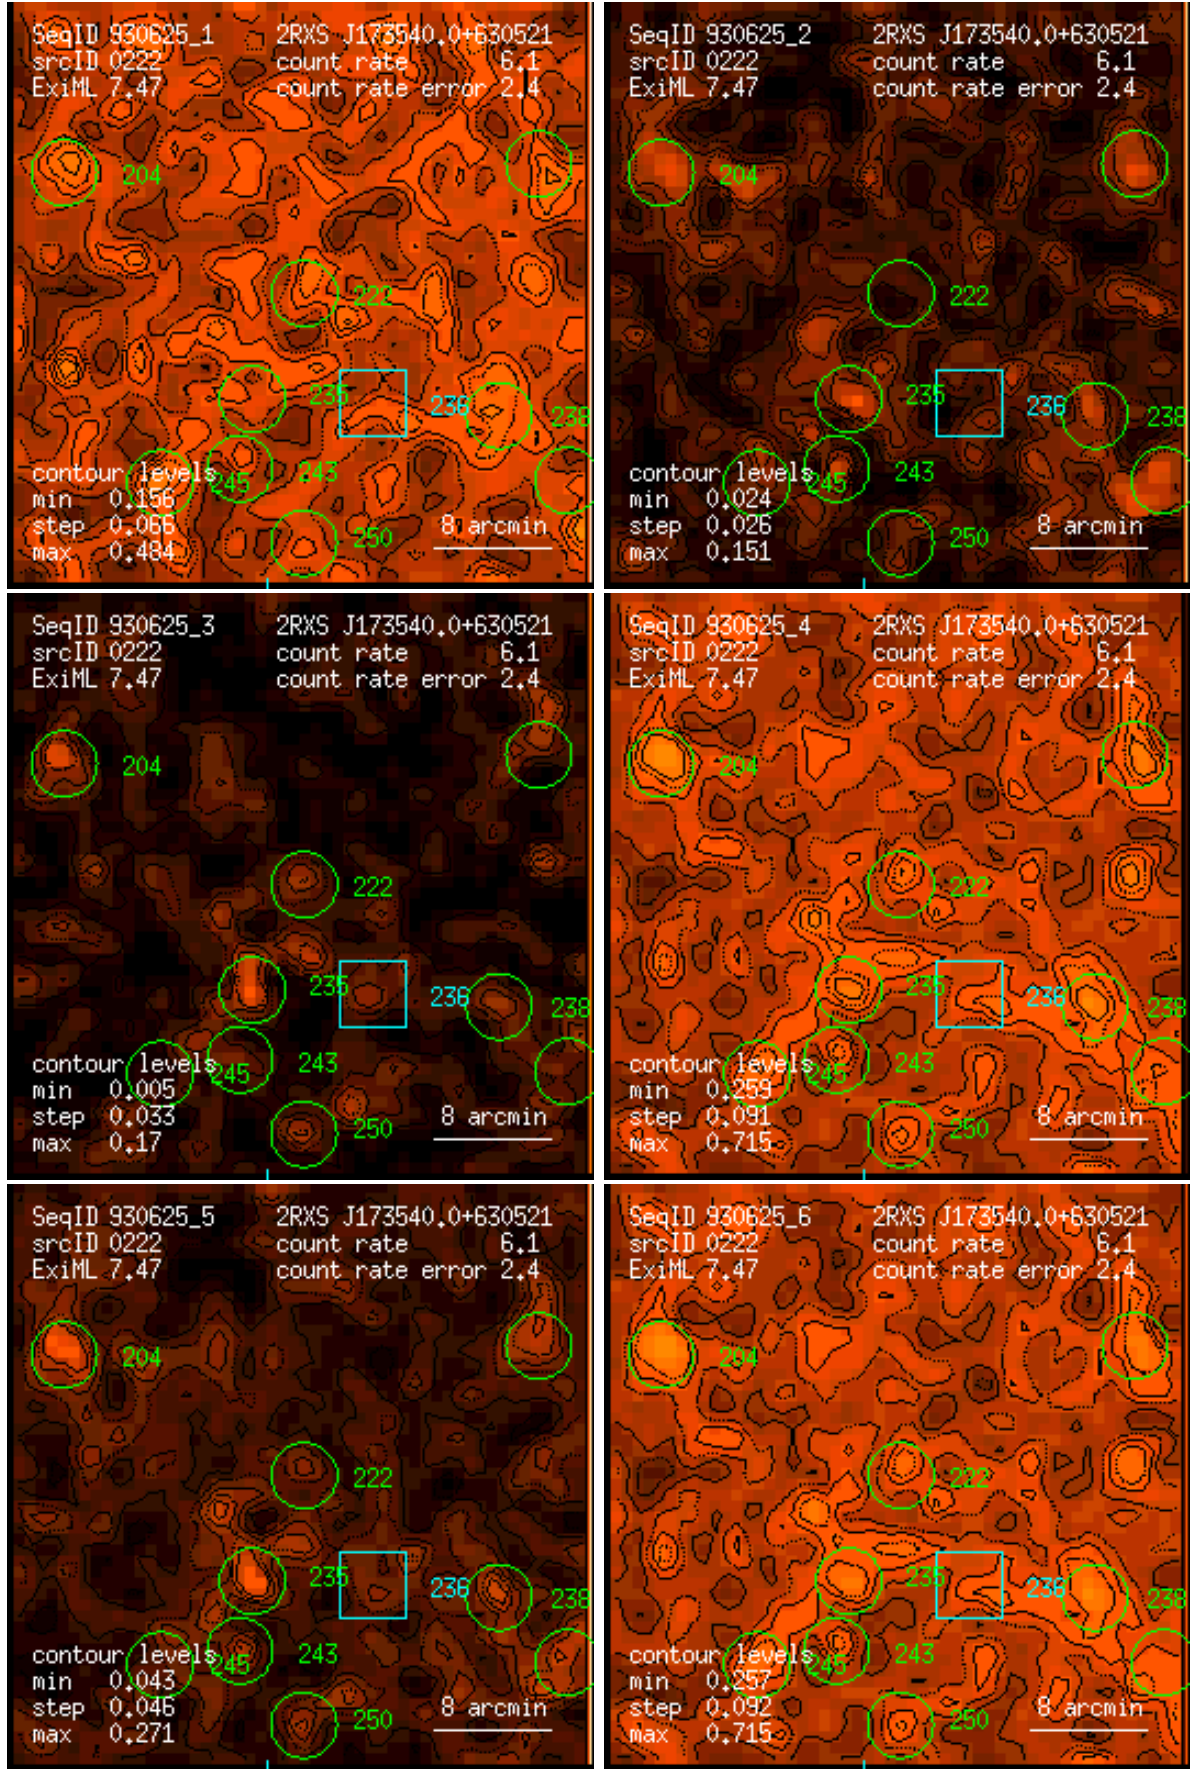 SeqID 930625_1 2RXS J173540.0+630521
srcID 0222 count rate 6.1
ExiML 7.47 count rate error 2.4
204
222
235 236 238
contour levels 245 243
min 0.156
step 0.066 250 8 arcmin
max 0.484
SeqID 930625_2 2RXS J173540.0+630521
srcID 0222 count rate 6.1
ExiML 7.47 count rate error 2.4
204
222
235 236 238
contour levels 245 243
min 0.024
step 0.026 250 8 arcmin
max 0.151
SeqID 930625_3 2RXS J173540.0+630521
srcID 0222 count rate 6.1
ExiML 7.47 count rate error 2.4
204
222
235 236 238
contour levels 245 243
min 0.005
step 0.033 250 8 arcmin
max 0.17
SeqID 930625_4 2RXS J173540.0+630521
srcID 0222 count rate 6.1
ExiML 7.47 count rate error 2.4
204
222
235 236 238
contour levels 245 243
min 0.259
step 0.091 250 8 arcmin
max 0.715
SeqID 930625_5 2RXS J173540.0+630521
srcID 0222 count rate 6.1
ExiML 7.47 count rate error 2.4
204
222
235 236 238
contour levels 245 243
min 0.043
step 0.046 250 8 arcmin
max 0.271
SeqID 930625_6 2RXS J173540.0+630521
srcID 0222 count rate 6.1
ExiML 7.47 count rate error 2.4
204
222
235 236 238
contour levels 245 243
min 0.257
step 0.092 250 8 arcmin
max 0.715